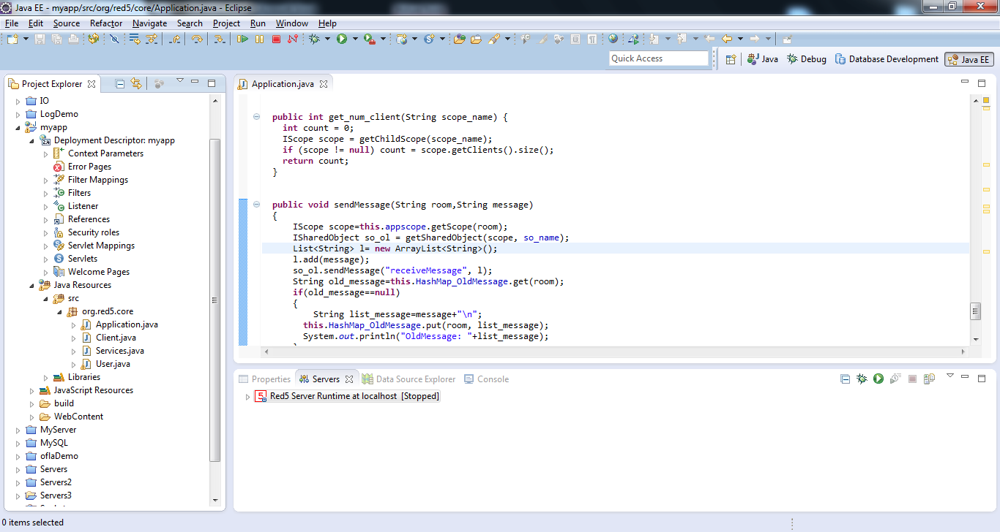 Java EE - myapp/src/org/red5/core/Application.java - Eclipse
File Edit Source Refactor Navigate Search Project Run Window Help
Quick Access
Java Debug Database Development Java EE
Project Explorer
IO
LogDemo
myapp
Deployment Descriptor: myapp
Context Parameters
Error Pages
Filter Mappings
Filters
Listener
References
Security roles
Servlet Mappings
Servlets
Welcome Pages
Java Resources
src
org.red5.core
Application.java
Client.java
Services.java
User.java
Libraries
JavaScript Resources
build
WebContent
MyServer
MySQL
oflaDemo
Servers
Servers2
Servers3
Application.java
public int get_num_client(String scope_name) {
int count = 0;
IScope scope = getChildScope(scope_name);
if (scope != null) count = scope.getClients().size();
return count;
}
public void sendMessage(String room,String message)
{
IScope scope=this.appscope.getScope(room);
ISharedObject so_ol = getSharedObject(scope, so_name);
List<String> l= new ArrayList<String>();
l.add(message);
so_ol.sendMessage("receiveMessage", l);
String old_message=this.HashMap_OldMessage.get(room);
if(old_message==null)
{
String list_message=message+"\n";
this.HashMap_OldMessage.put(room, list_message);
System.out.println("OldMessage: "+list_message);
Properties Servers Data Source Explorer Console
Red5 Server Runtime at localhost [Stopped]
0 items selected